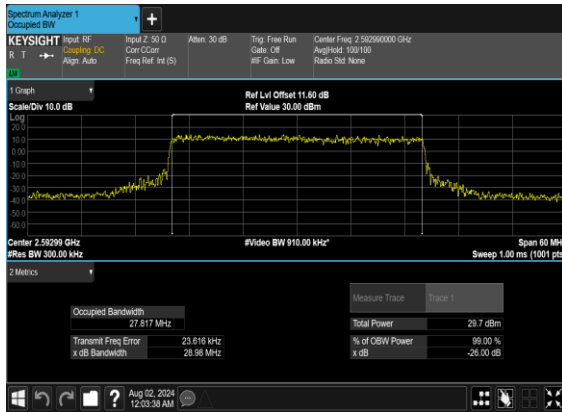 Spectrum Analyzer 1
Occupied BW
+
KEYSIGHT Input: RF Input Z: 50 Ω Atten: 30 dB Trig: Free Run Center Freq: 2.592990000 GHz
R T Coupling: DC Corr CCorr Gate: Off Avg|Hold: 100/100
Align: Auto Freq Ref: Int (S) #IF Gain: Low Radio Std: None
1 Graph
Ref Lvl Offset 11.60 dB
Scale/Div 10.0 dB Ref Value 30.00 dBm
Log
20.0
10.0
0.00
-10.0
-20.0
-30.0
-40.0
-50.0
-60.0
Center 2.59299 GHz #Video BW 910.00 kHz* Span 60 MH
#Res BW 300.00 kHz Sweep 1.00 ms (1001 pts
2 Metrics
Measure Trace Trace 1
Occupied Bandwidth
27.817 MHz Total Power 29.7 dBm
Transmit Freq Error 23.616 kHz % of OBW Power 99.00 %
x dB Bandwidth 28.98 MHz x dB -26.00 dB
? Aug 02, 2024
12:03:38 AM